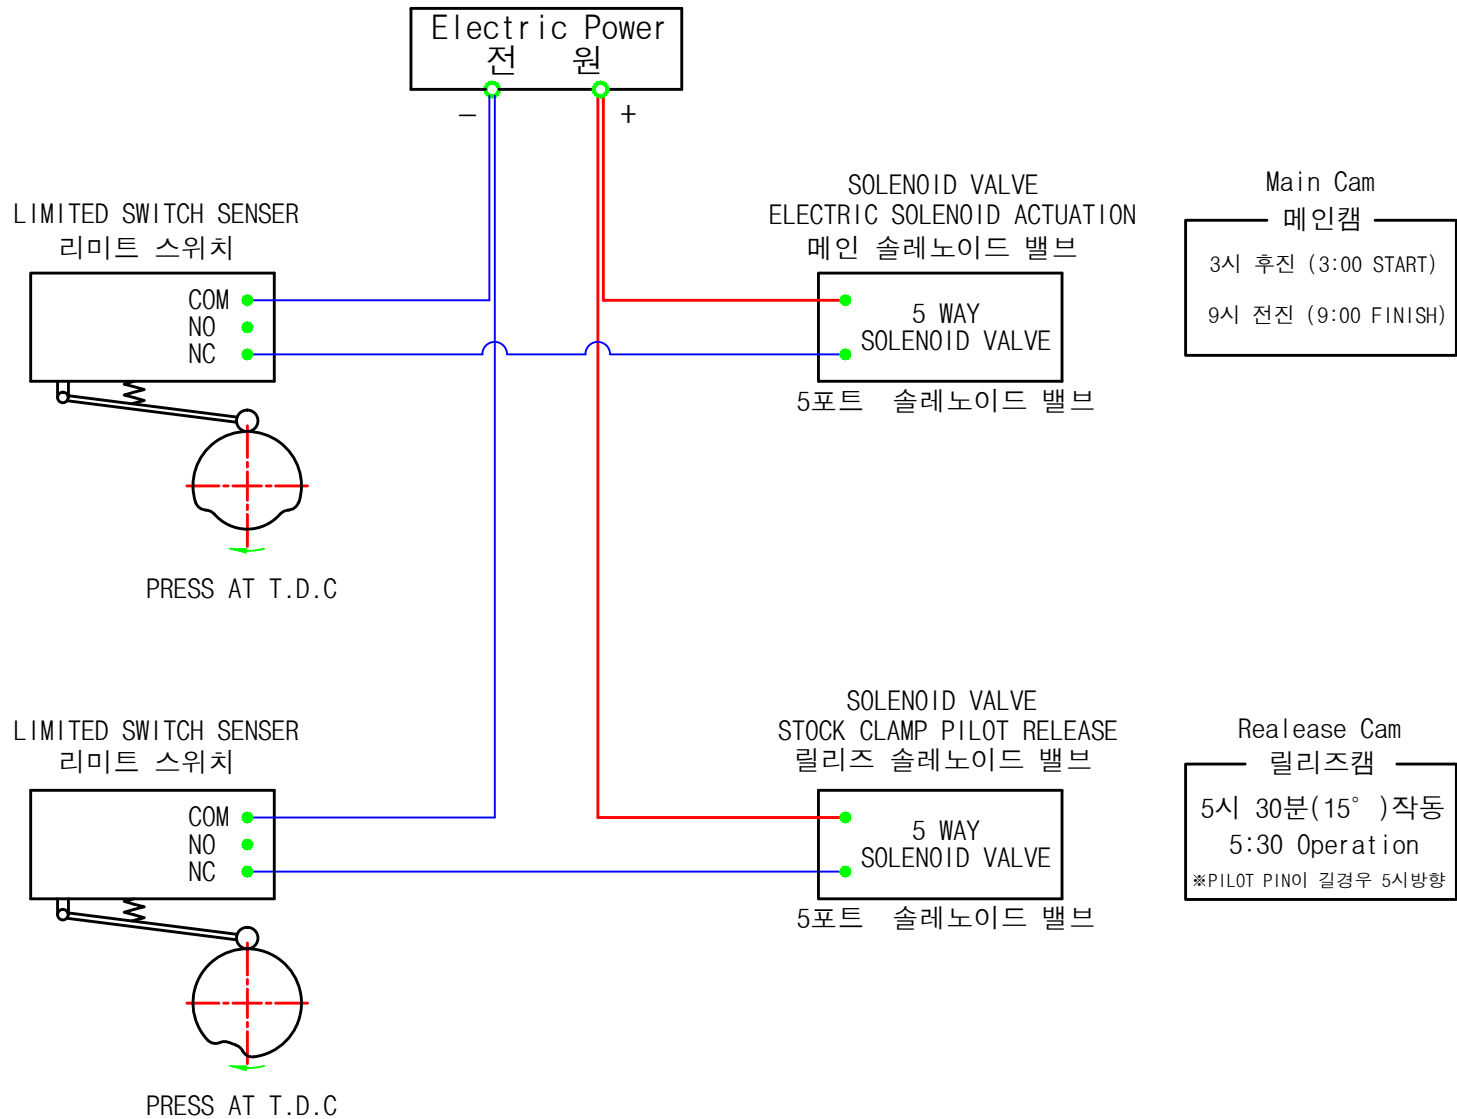 Electric Power
전 원
- +
SOLENOID VALVE
ELECTRIC SOLENOID ACTUATION
메인 솔레노이드 밸브
Main Cam
메인캠
LIMITED SWITCH SENSER
리미트 스위치
3시 후진 (3:00 START)
9시 전진 (9:00 FINISH)
COM
NO
NC
5 WAY
SOLENOID VALVE
5포트 솔레노이드 밸브
PRESS AT T.D.C
SOLENOID VALVE
STOCK CLAMP PILOT RELEASE
릴리즈 솔레노이드 밸브
Realease Cam
릴리즈캠
LIMITED SWITCH SENSER
리미트 스위치
5시 30분(15° )작동
5:30 Operation
※PILOT PIN이 길경우 5시방향
COM
NO
NC
5 WAY
SOLENOID VALVE
5포트 솔레노이드 밸브
PRESS AT T.D.C